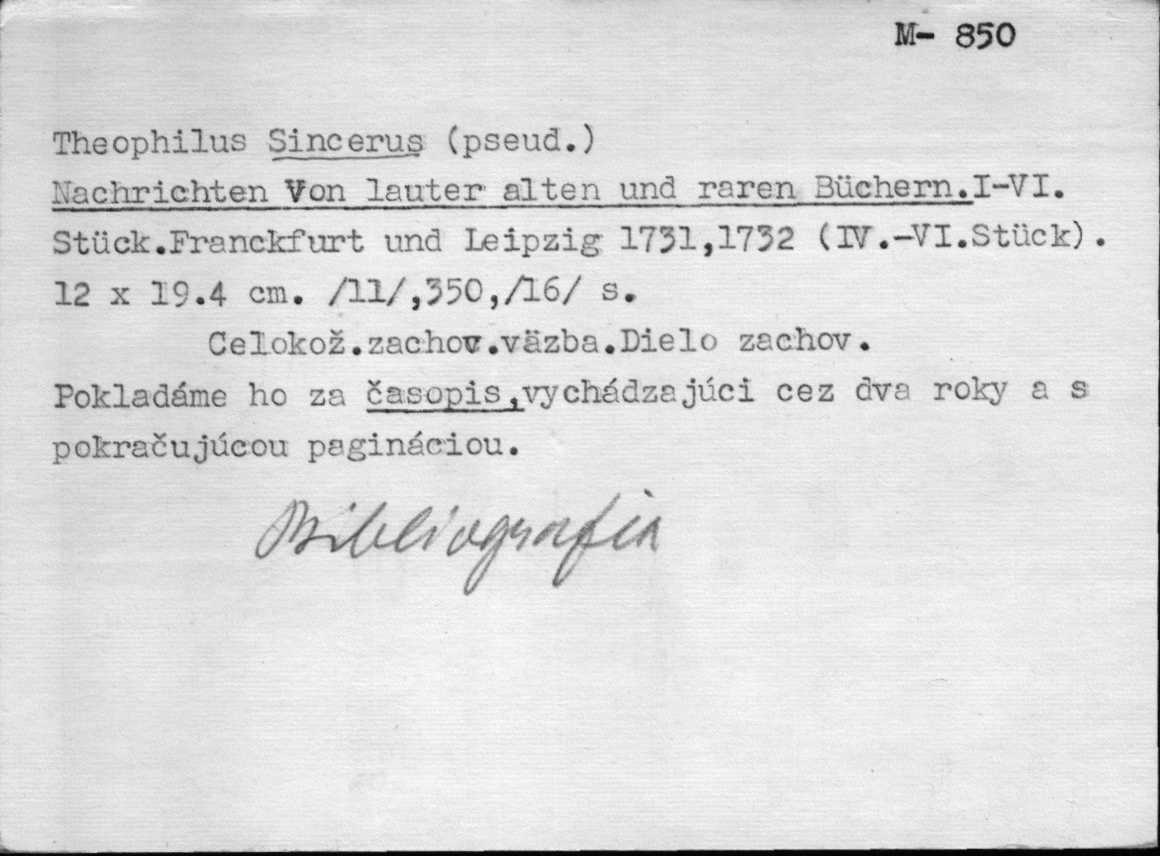 M- 850
Theophilus Sincerus (pseud.)
Nachrichten Von lauter alten und raren Büchern.I-VI.
Stück.Franckfurt und Leipzig 1731,1732 (IV.-VI.Stück).
12 x 19.4 cm. /11/,350,/16/ s.
Celokož.zachov.väzba.Dielo zachov.
Pokladáme ho za časopis,vychádzajúci cez dva roky a s
pokračujúcou pagináciou.
Bibliografia